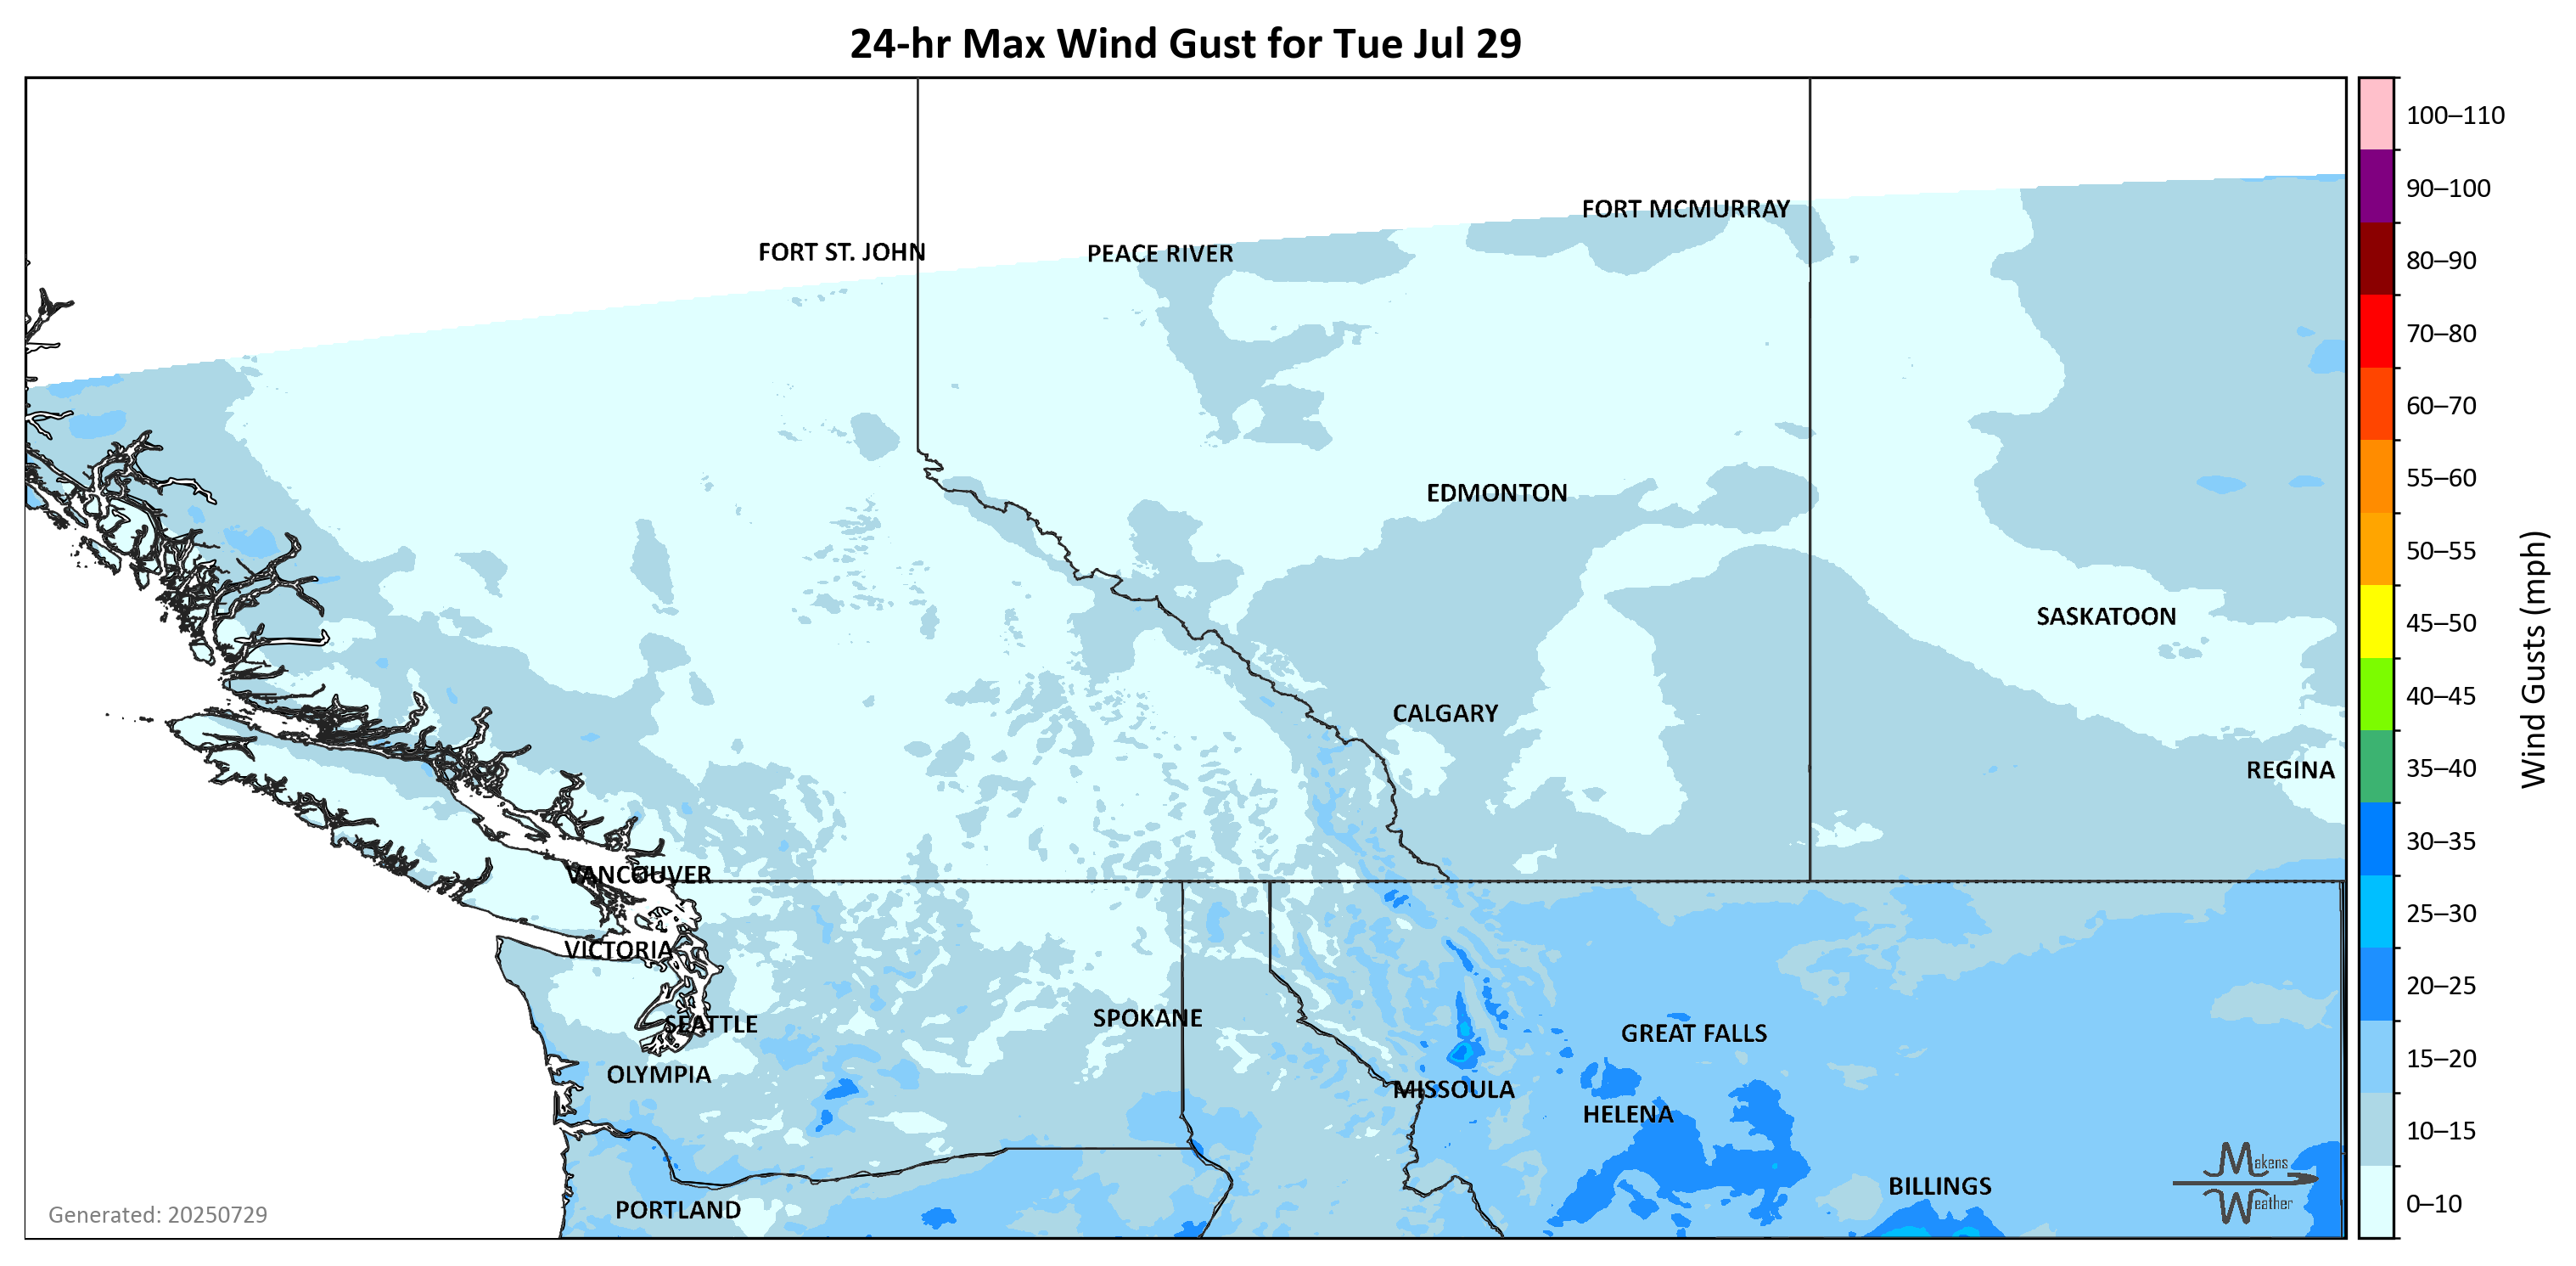 24-hr Max Wind Gust for Tue Jul 29
100–110
90–100
80–90
70–80
60–70
55–60
50–55
45–50
40–45
35–40
30–35
25–30
20–25
15–20
10–15
0–10
Wind Gusts (mph)
FORT MCMURRAY
FORT ST. JOHN
PEACE RIVER
EDMONTON
SASKATOON
CALGARY
REGINA
VANCOUVER
VICTORIA
SPOKANE
SEATTLE
GREAT FALLS
OLYMPIA
MISSOULA
HELENA
BILLINGS
PORTLAND
Makens
Weather
Generated: 20250729